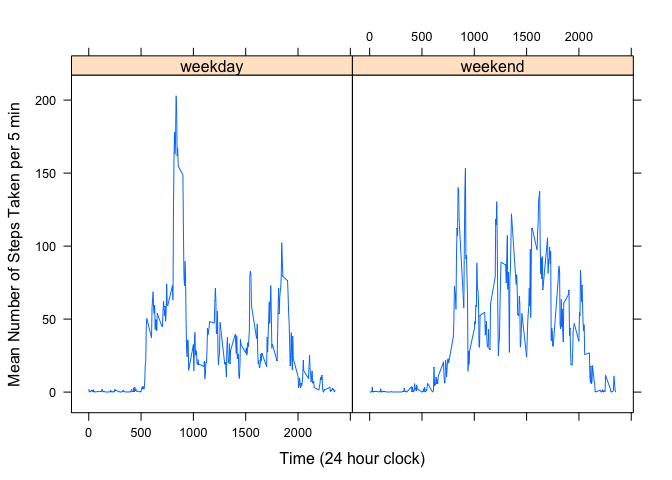 0 500 1000 2000
weekday weekend
Mean Number of Steps Taken per 5 min
200
150
100
50
0
0 500 1000 1500 2000
Time (24 hour clock)